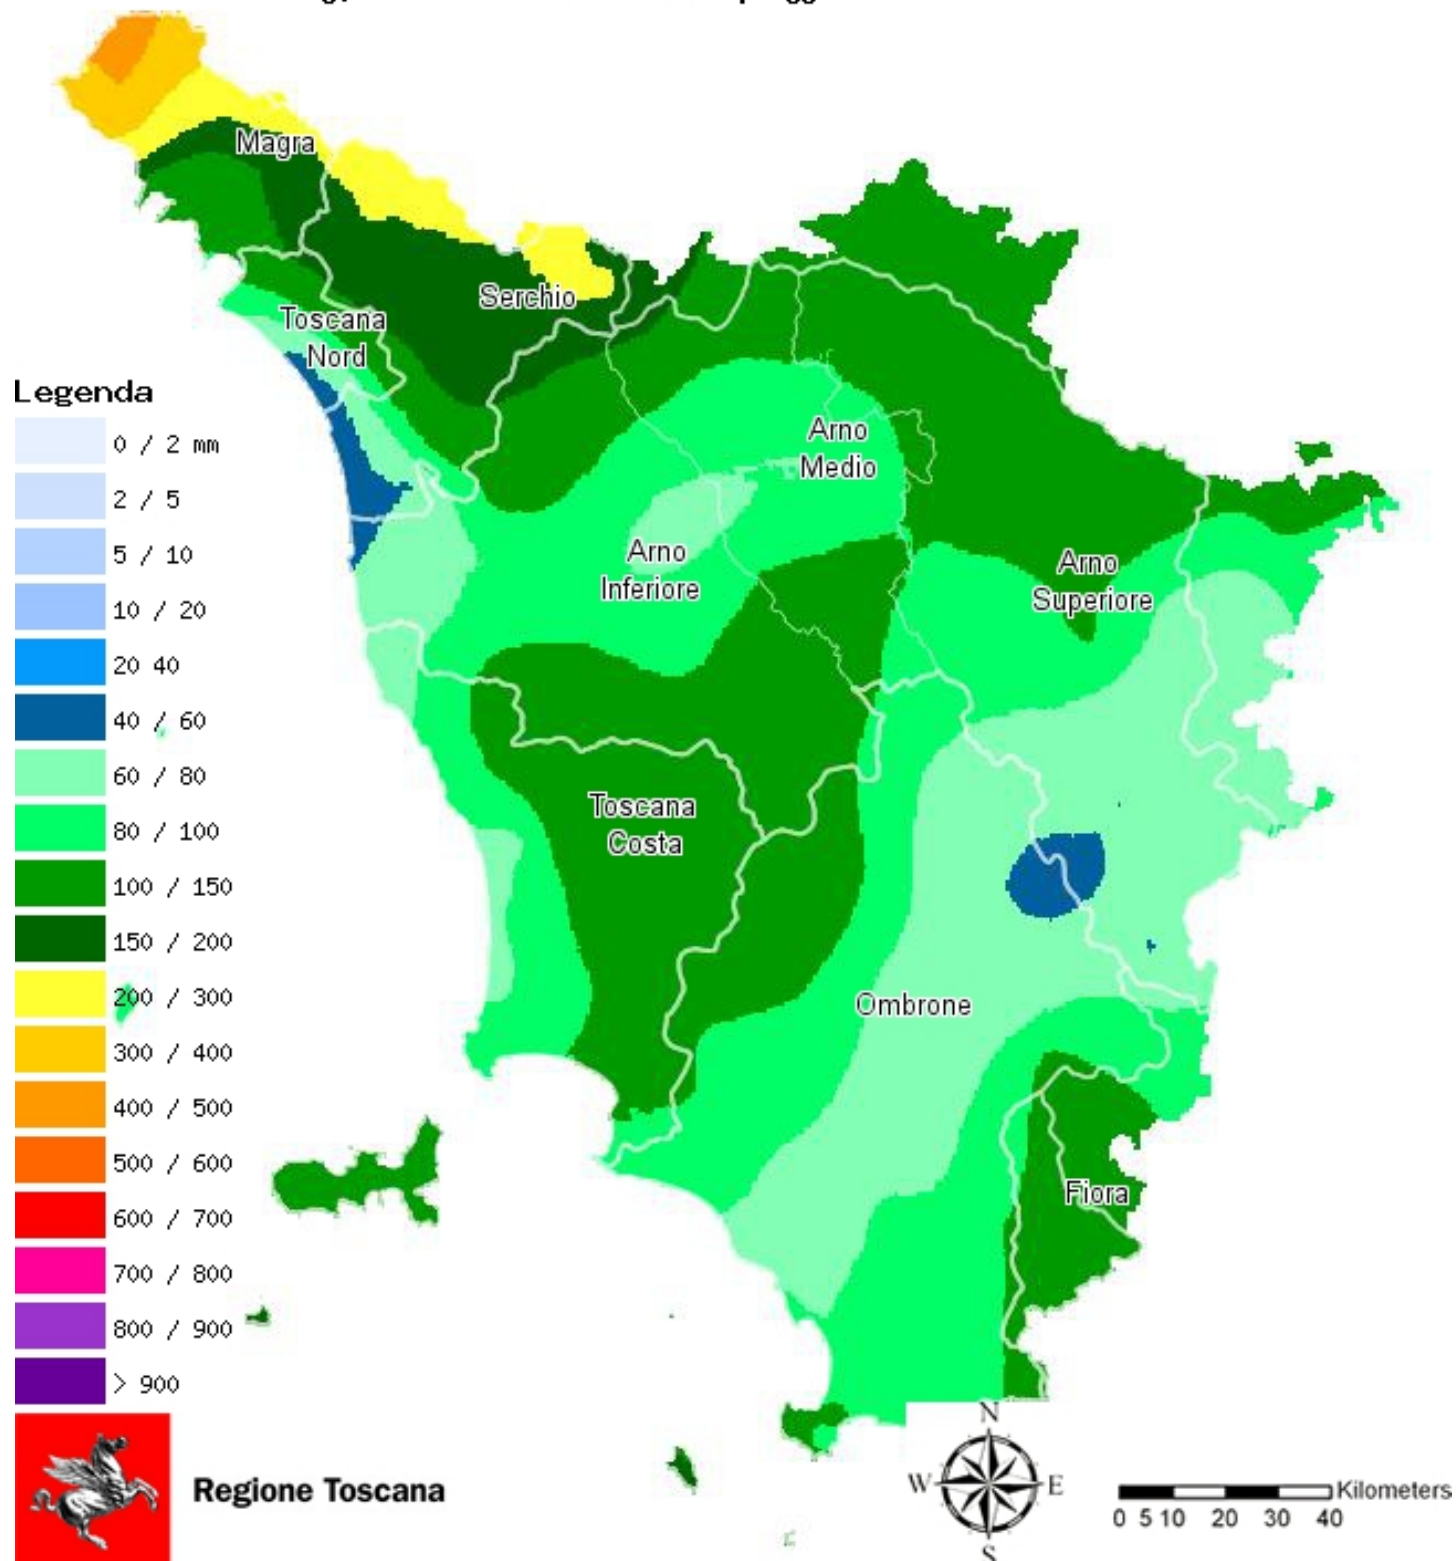 Magra
Serchio
Toscana
Nord
Arno
Medio
Arno
Inferiore
Arno
Superiore
Toscana
Costa
Ombrone
Fiora
Legenda
0 / 2 mm
2 / 5
5 / 10
10 / 20
20 40
40 / 60
60 / 80
80 / 100
100 / 150
150 / 200
200 / 300
300 / 400
400 / 500
500 / 600
600 / 700
700 / 800
800 / 900
> 900
Regione Toscana
N
W E
S
Kilometers
0 5 10 20 30 40